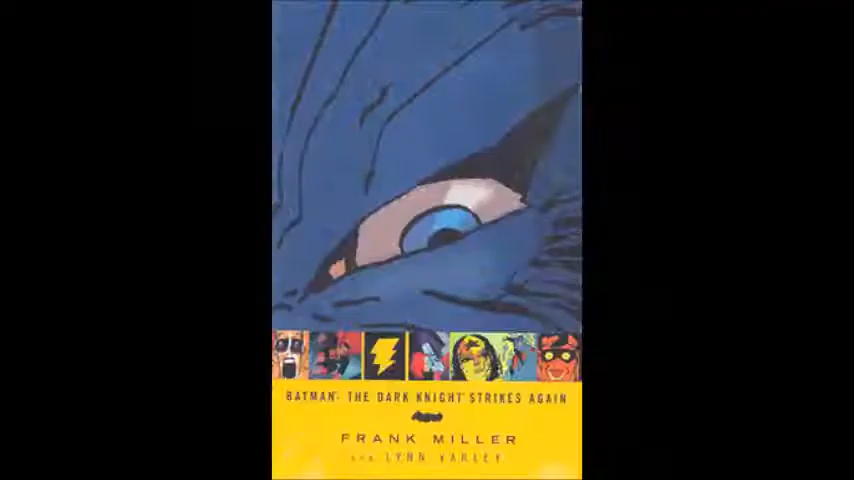 BATMAN: THE DARK KNIGHT STRIKES AGAIN
FRANK MILLER
AND LYNN VARLEY